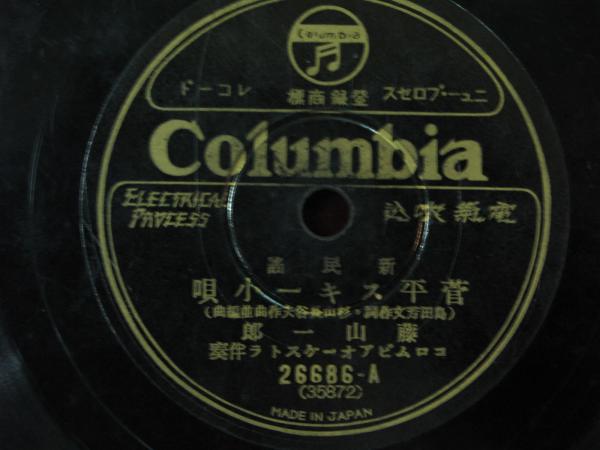 Columbia
ニュー・プロセス 登録商標 レコード
Columbia
ELECTRICAL PROCESS
電氣吹込
新民謡
菅平スキー小唄
(島田芳文作詞・杉山長谷夫作曲並編曲)
藤山一郎
コロムビアオーケストラ伴奏
26686-A
(35872)
MADE IN JAPAN